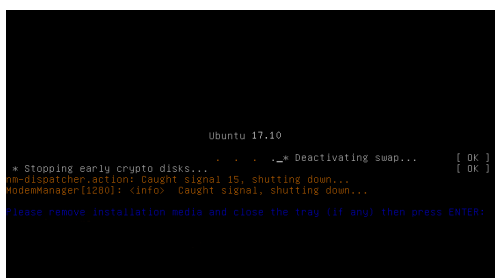 Ubuntu 17.10
. . . ._* Deactivating swap... [ OK ]
* Stopping early crypto disks... [ OK ]
nm-dispatcher.action: Caught signal 15, shutting down...
ModemManager[1280]: <info> Caught signal, shutting down...
Please remove installation media and close the tray (if any) then press ENTER: